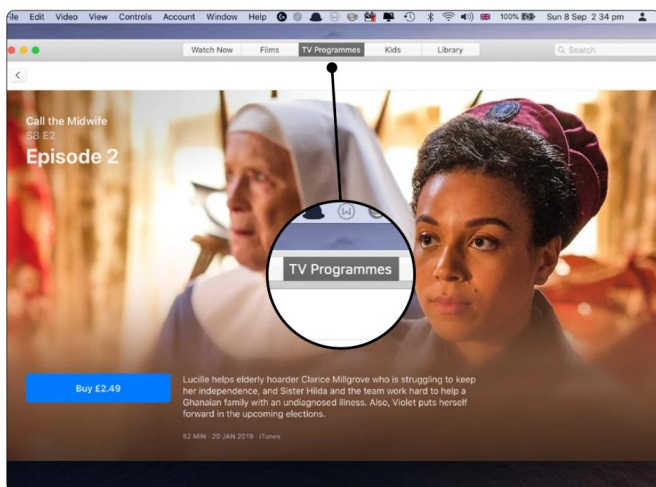 File Edit Video View Controls Account Window Help 100% Sun 8 Sep 2 34 pm
Watch Now Films TV Programmes Kids Library Search
Call the Midwife
S8 E2
Episode 2
TV Programmes
Buy £2.49
Lucille helps elderly hoarder Clarice Millgrove who is struggling to keep
her independence, and Sister Hilda and the team work hard to help a
Ghanaian family with an undiagnosed illness. Also, Violet puts herself
forward in the upcoming elections.
52 MIN · 20 JAN 2019 · iTunes